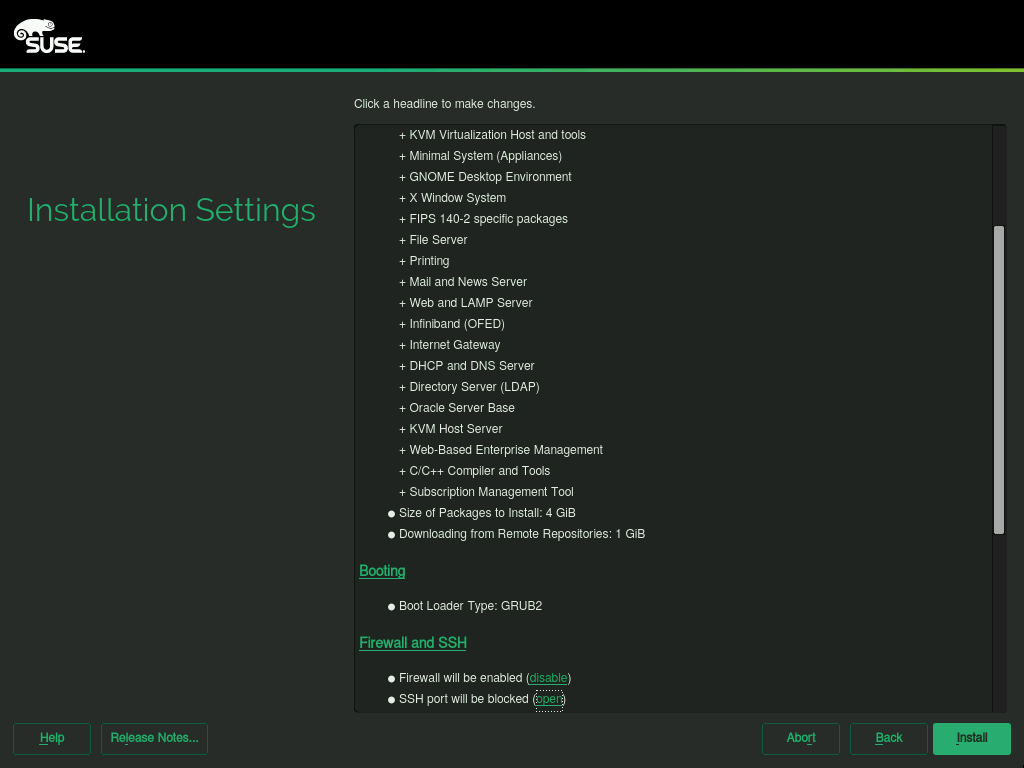 SUSE.
Click a headline to make changes.
Installation Settings
+ KVM Virtualization Host and tools
+ Minimal System (Appliances)
+ GNOME Desktop Environment
+ X Window System
+ FIPS 140-2 specific packages
+ File Server
+ Printing
+ Mail and News Server
+ Web and LAMP Server
+ Infiniband (OFED)
+ Internet Gateway
+ DHCP and DNS Server
+ Directory Server (LDAP)
+ Oracle Server Base
+ KVM Host Server
+ Web-Based Enterprise Management
+ C/C++ Compiler and Tools
+ Subscription Management Tool
● Size of Packages to Install: 4 GiB
● Downloading from Remote Repositories: 1 GiB
Booting
● Boot Loader Type: GRUB2
Firewall and SSH
● Firewall will be enabled (disable)
● SSH port will be blocked (open)
Help Release Notes... Abort Back Install